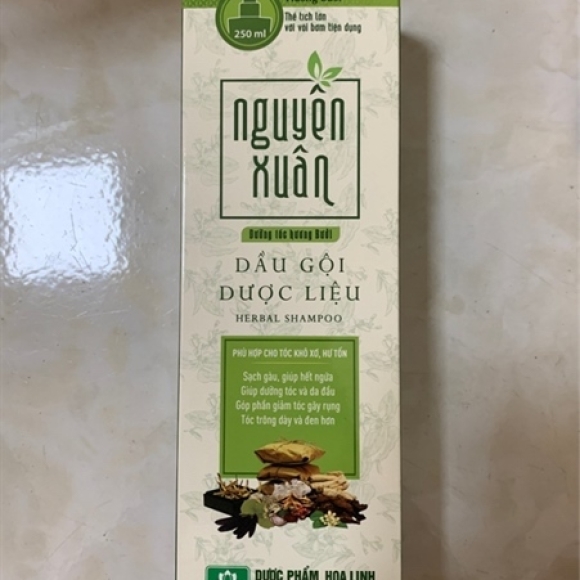 Thể tích lớn
250 ml
với vòi bơm tiện dụng
nguyên
xuân
Dưỡng tóc hương Bưởi
DẦU GỘI
DƯỢC LIỆU
HERBAL SHAMPOO
PHÙ HỢP CHO TÓC KHÔ XƠ, HƯ TỔN
Sạch gàu, giúp hết ngứa
Giúp dưỡng tóc và da đầu
Góp phần giảm tóc gãy rụng
Tóc trông dày và đen hơn
DƯỢC PHẨM HOA LINH